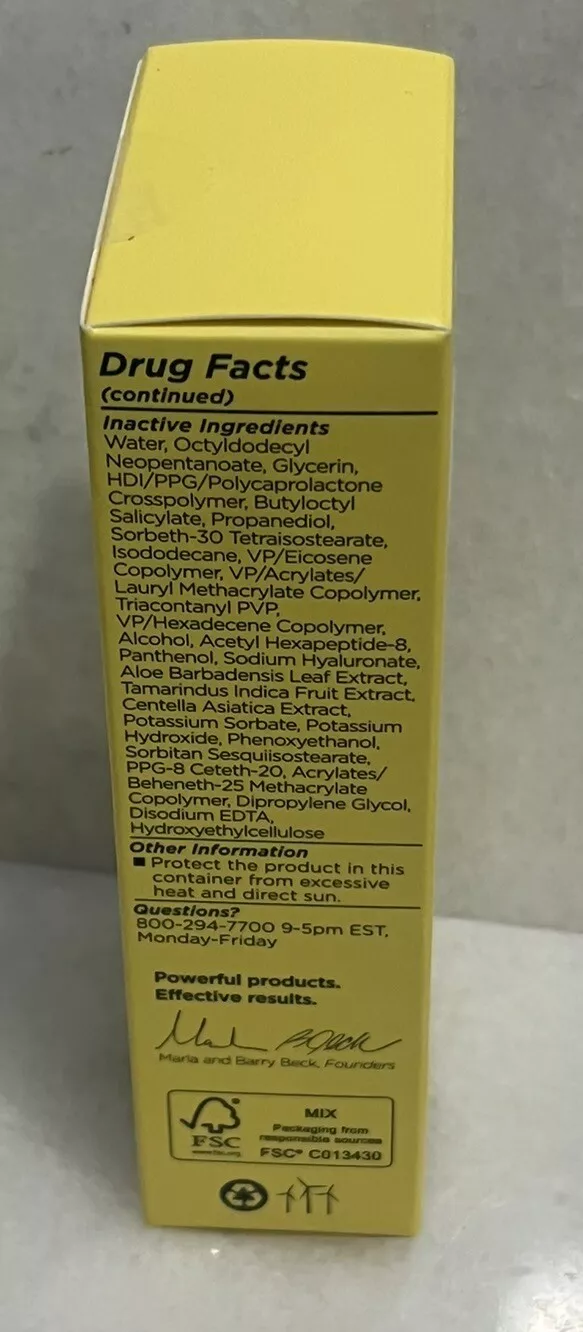 Drug Facts
(continued)
Inactive Ingredients
Water, Octyldodecyl
Neopentanoate, Glycerin,
HDI/PPG/Polycaprolactone
Crosspolymer, Butyloctyl
Salicylate, Propanediol,
Sorbeth-30 Tetraisostearate,
Isododecane, VP/Eicosene
Copolymer, VP/Acrylates/
Lauryl Methacrylate Copolymer,
Triacontanyl PVP,
VP/Hexadecene Copolymer,
Alcohol, Acetyl Hexapeptide-8,
Panthenol, Sodium Hyaluronate,
Aloe Barbadensis Leaf Extract,
Tamarindus Indica Fruit Extract,
Centella Asiatica Extract,
Potassium Sorbate, Potassium
Hydroxide, Phenoxyethanol,
Sorbitan Sesquiisostearate,
PPG-8 Ceteth-20, Acrylates/
Beheneth-25 Methacrylate
Copolymer, Dipropylene Glycol,
Disodium EDTA,
Hydroxyethylcellulose
Other Information
■ Protect the product in this
container from excessive
heat and direct sun.
Questions?
800-294-7700 9-5pm EST,
Monday-Friday
Powerful products.
Effective results.
Marla and Barry Beck, Founders
FSC
www.fsc.org
MIX
Packaging from
responsible sources
FSC® C013430